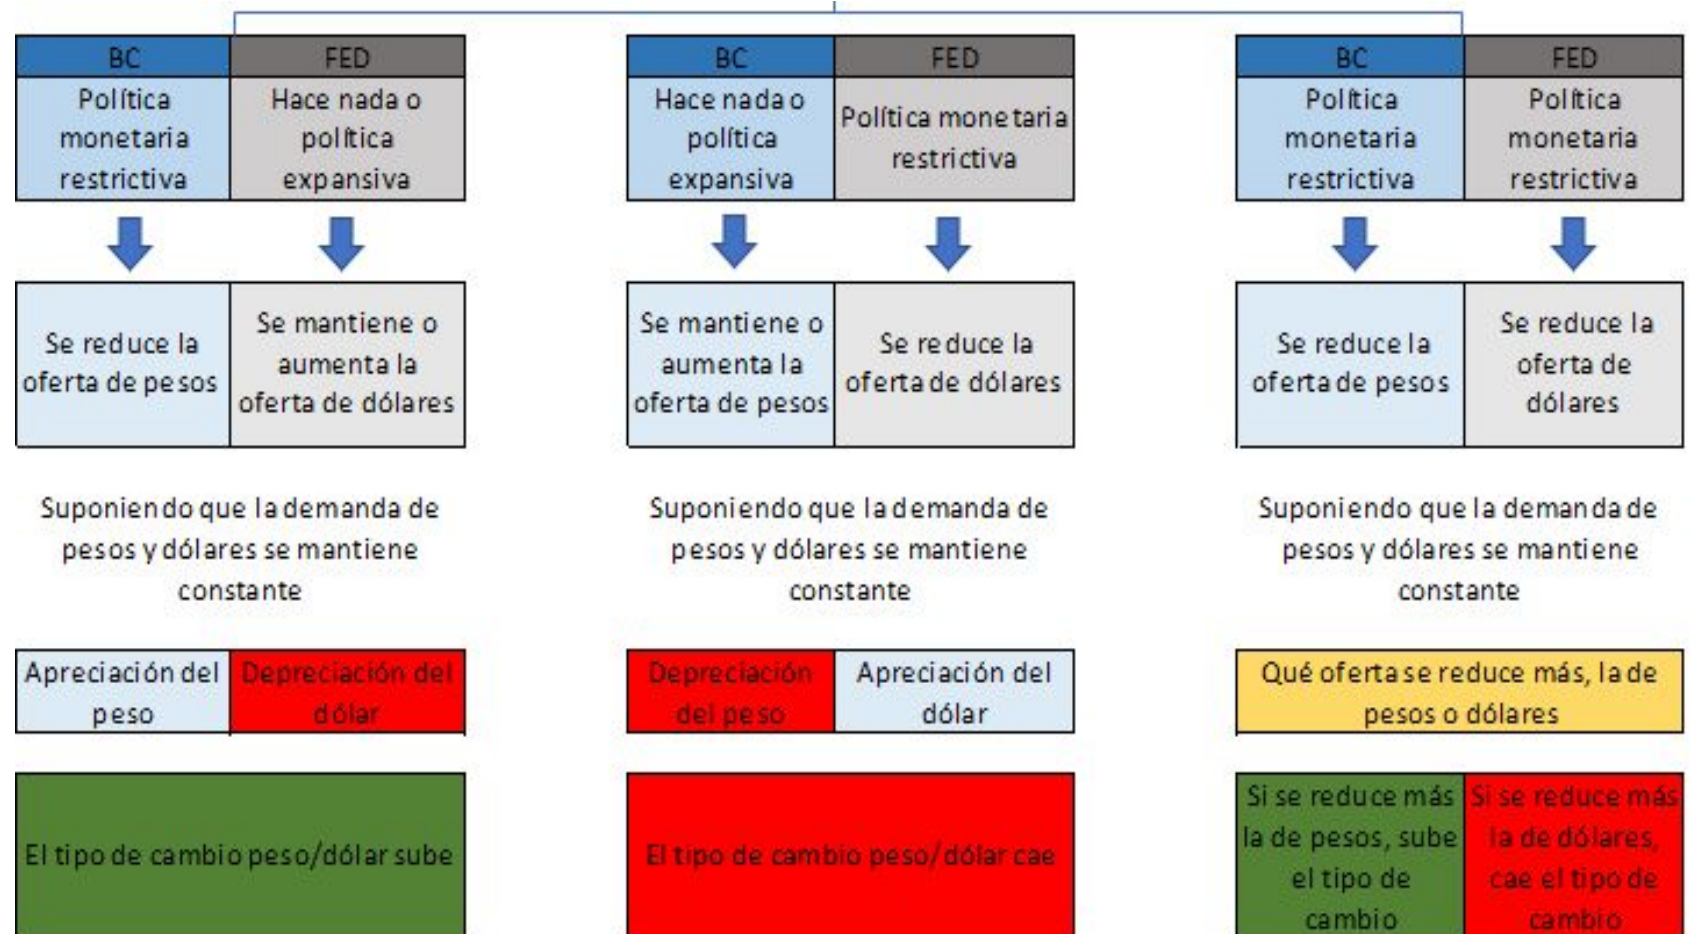 BC
FED
Política
monetaria
restrictiva
Hace nada o
política
expansiva
Se reduce la
oferta de pesos
Se mantiene o
aumenta la
oferta de dólares
Suponiendo que la demanda de
pesos y dólares se mantiene
constante
Apreciación del
peso
Depreciación del
dólar
El tipo de cambio peso/dólar sube
BC
FED
Hace nada o
política
expansiva
Política monetaria
restrictiva
Se mantiene o
aumenta la
oferta de pesos
Se reduce la
oferta de dólares
Suponiendo que la demanda de
pesos y dólares se mantiene
constante
Depreciación
del peso
Apreciación del
dólar
El tipo de cambio peso/dólar cae
BC
FED
Política
monetaria
restrictiva
Política
monetaria
restrictiva
Se reduce la
oferta de pesos
Se reduce la
oferta de
dólares
Suponiendo que la demanda de
pesos y dólares se mantiene
constante
Qué oferta se reduce más, la de
pesos o dólares
Si se reduce más
la de pesos, sube
el tipo de
cambio
Si se reduce más
la de dólares,
cae el tipo de
cambio